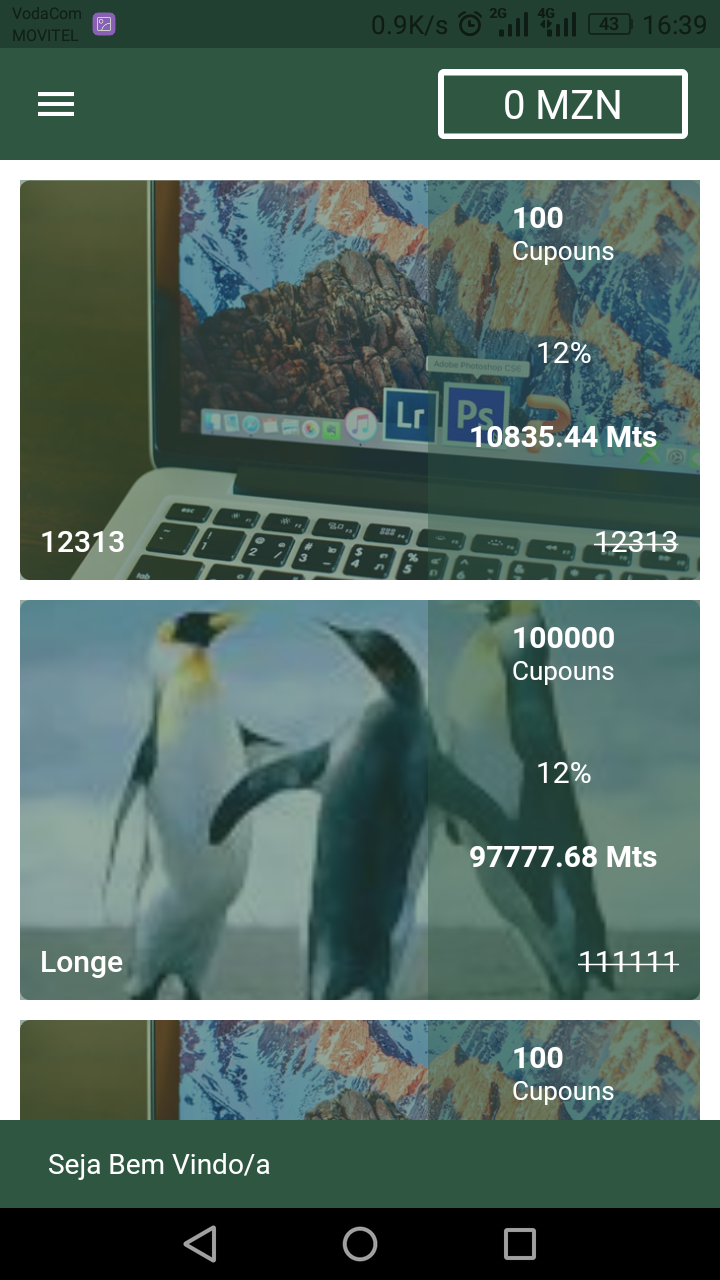 VodaCom
MOVITEL
0.9K/s 2G 4G 43 16:39
0 MZN
100
Cupouns
12%
Adobe Photoshop CS6
Lr Ps
10835.44 Mts
12313
12313
100000
Cupouns
12%
97777.68 Mts
Longe
111111
100
Cupouns
Seja Bem Vindo/a